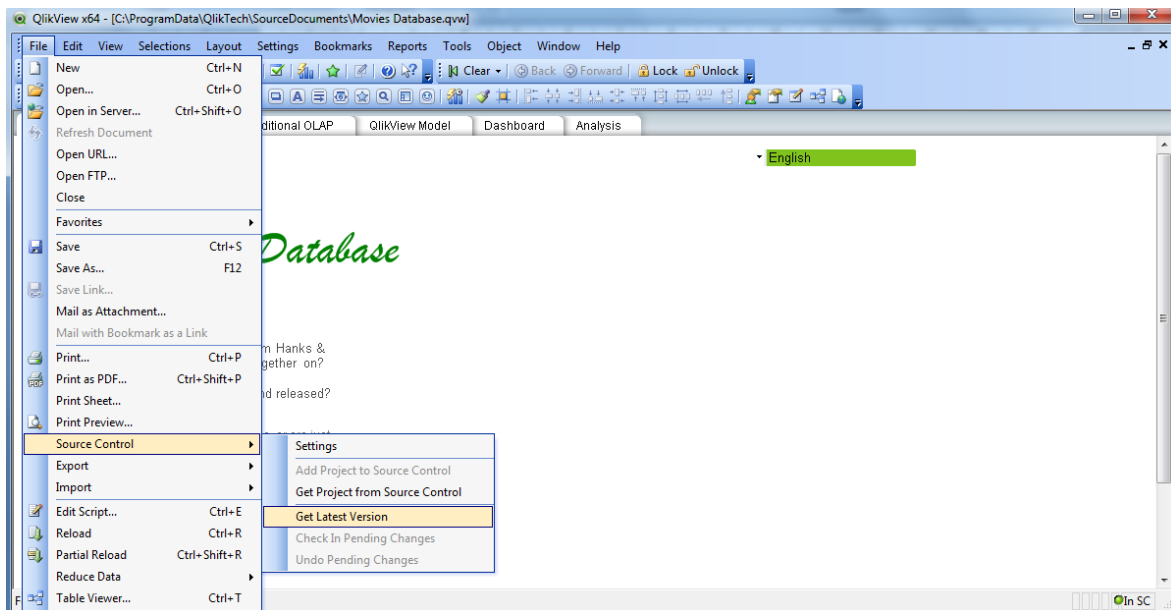 QlikView x64 - [C:\ProgramData\QlikTech\SourceDocuments\Movies Database.qvw]
File Edit View Selections Layout Settings Bookmarks Reports Tools Object Window Help
Clear Back Forward Lock Unlock
ditional OLAP QlikView Model Dashboard Analysis
English
Database
m Hanks &
gether on?
nd released?
New Ctrl+N
Open... Ctrl+O
Open in Server... Ctrl+Shift+O
Refresh Document
Open URL...
Open FTP...
Close
Favorites
Save Ctrl+S
Save As... F12
Save Link...
Mail as Attachment...
Mail with Bookmark as a Link
Print... Ctrl+P
Print as PDF... Ctrl+Shift+P
Print Sheet...
Print Preview...
Source Control
Export
Import
Edit Script... Ctrl+E
Reload Ctrl+R
Partial Reload Ctrl+Shift+R
Reduce Data
Table Viewer... Ctrl+T
Settings
Add Project to Source Control
Get Project from Source Control
Get Latest Version
Check In Pending Changes
Undo Pending Changes
F
In SC